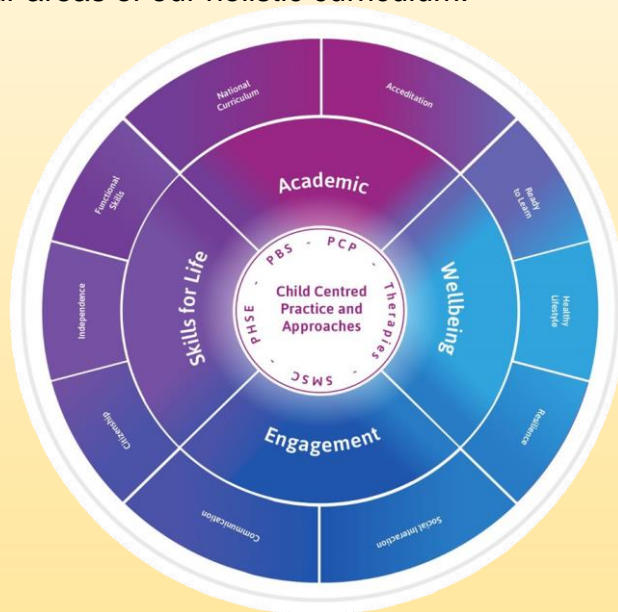 areas of our holistic curriculum.
National
Curriculum
Accreditation
Ready
to Learn
Healthy
Lifestyle
Resilience
Social Interaction
Communication
Citizenship
Independence
Functional
Skills
Academic
Wellbeing
Engagement
Skills for Life
PBS - PCP - Therapies - SMSC - PHSE -
Child Centred
Practice and
Approaches